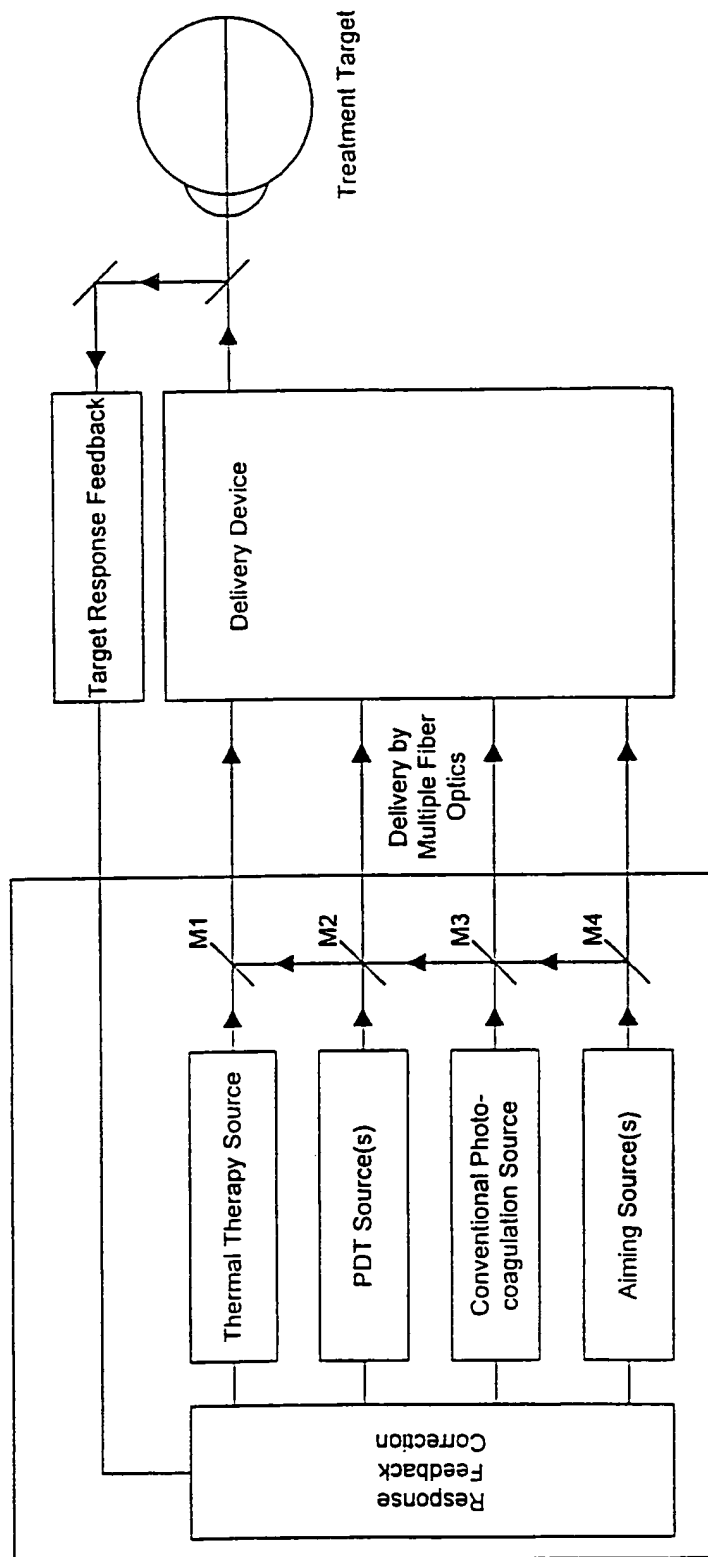 Response
Feedback
Correction
Thermal Therapy Source
PDT Source(s)
Conventional Photo-
coagulation Source
Aiming Source(s)
M1
M2
M3
M4
Delivery by
Multiple Fiber
Optics
Target Response Feedback
Delivery Device
Treatment Target